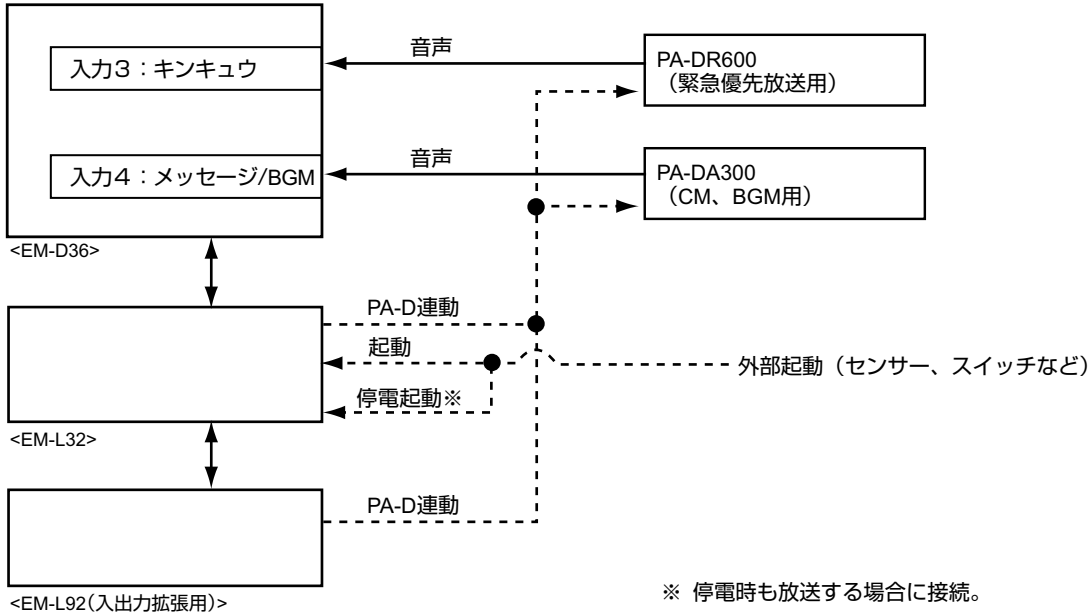 音声
PA-DR600
（緊急優先放送用）
入力３：キンキュウ
音声
PA-DA300
（CM、BGM用）
入力４：メッセージ/BGM
<EM-D36>
PA-D連動
起動
外部起動（センサー、スイッチなど）
停電起動※
<EM-L32>
PA-D連動
<EM-L92（入出力拡張用）>
※ 停電時も放送する場合に接続。